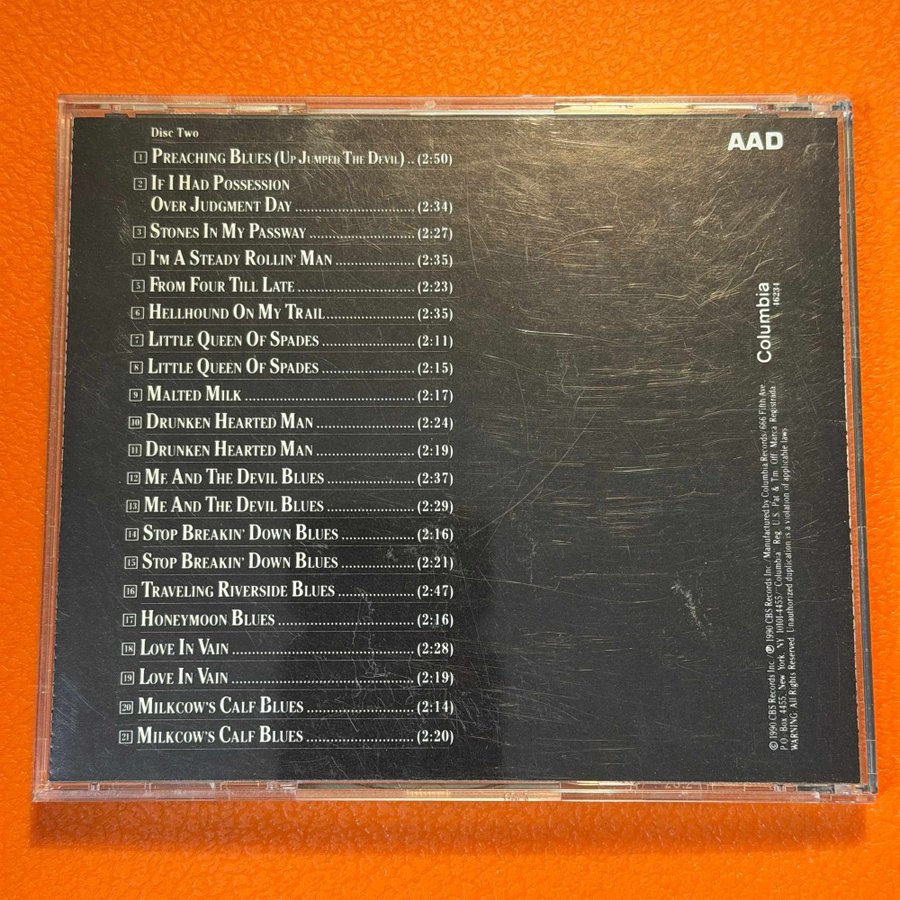 Disc Two
1 PREACHING BLUES (UP JUMPED THE DEVIL) .. (2:50)
2 IF I HAD POSSESSION
OVER JUDGMENT DAY ........................ (2:34)
3 STONES IN MY PASSWAY ..................... (2:27)
4 I'M A STEADY ROLLIN' MAN ................ (2:35)
5 FROM FOUR TILL LATE ........................ (2:23)
6 HELLHOUND ON MY TRAIL .................. (2:35)
7 LITTLE QUEEN OF SPADES ................... (2:11)
8 LITTLE QUEEN OF SPADES ................... (2:15)
9 MALTED MILK .................................. (2:17)
10 DRUNKEN HEARTED MAN .................... (2:24)
11 DRUNKEN HEARTED MAN .................... (2:19)
12 ME AND THE DEVIL BLUES .................. (2:37)
13 ME AND THE DEVIL BLUES .................. (2:29)
14 STOP BREAKIN' DOWN BLUES ............... (2:16)
15 STOP BREAKIN' DOWN BLUES ............... (2:21)
16 TRAVELING RIVERSIDE BLUES ................ (2:47)
17 HONEYMOON BLUES ............................ (2:16)
18 LOVE IN VAIN ..................................... (2:28)
19 LOVE IN VAIN ..................................... (2:19)
20 MILKCOW'S CALF BLUES ...................... (2:14)
21 MILKCOW'S CALF BLUES ...................... (2:20)
AAD
Columbia
46234
© 1990 CBS Records Inc. ℗ 1990 CBS Records Inc./Manufactured by Columbia Records/666 Fifth Ave.,
P.O. Box 4455, New York, NY 10101-4455/"Columbia" Reg. U.S. Pat. & Tm. Off. Marca Registrada./
WARNING: All Rights Reserved. Unauthorized duplication is a violation of applicable laws.